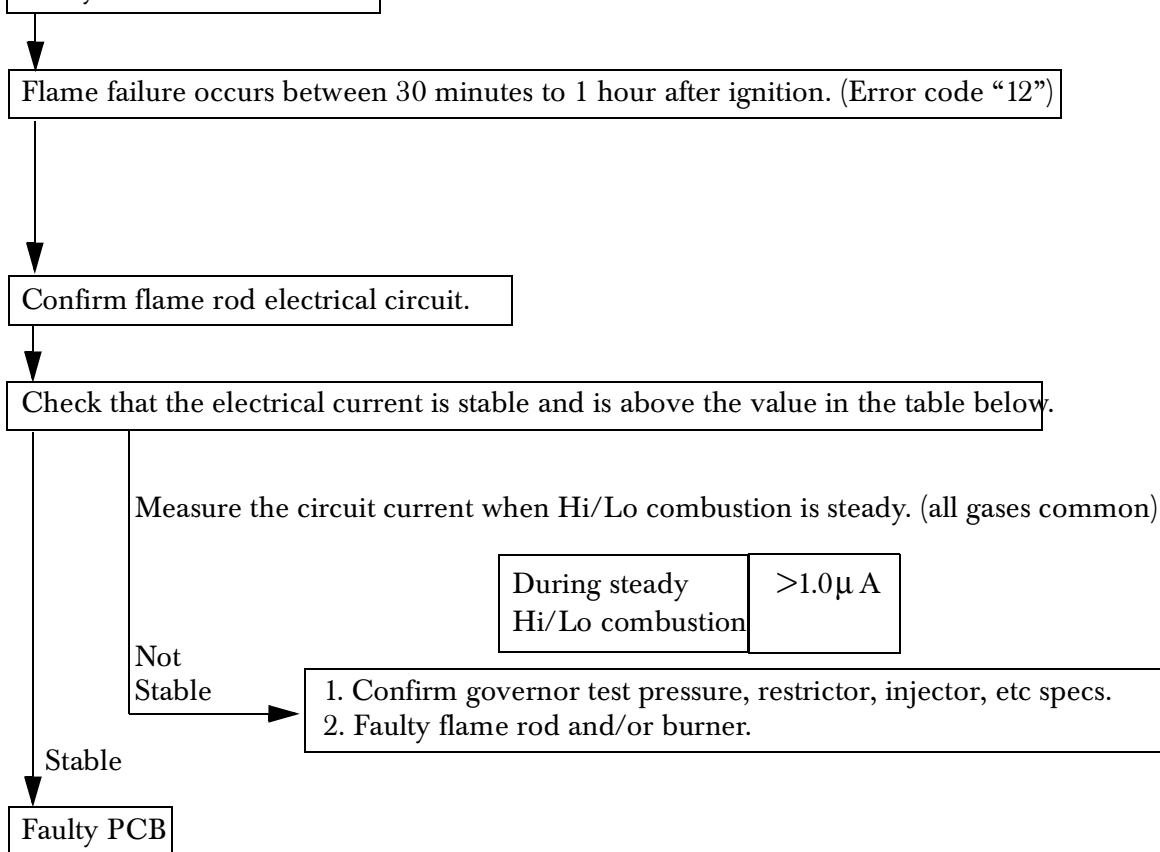 Flame failure occurs between 30 minutes to 1 hour after ignition. (Error code “12”)
Confirm flame rod electrical circuit.
Check that the electrical current is stable and is above the value in the table below.
Measure the circuit current when Hi/Lo combustion is steady. (all gases common)
During steady >1.0μ A
Hi/Lo combustion
Not
Stable
1. Confirm governor test pressure, restrictor, injector, etc specs.
2. Faulty flame rod and/or burner.
Stable
Faulty PCB